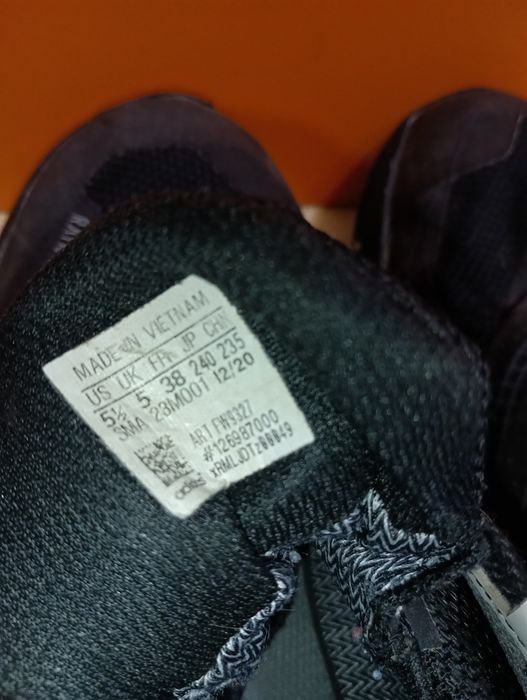 MADE IN VIETNAM
US UK FR JP CHN
5½ 5 38 240 235
SMA 23M001 12/20
ART FW9327
#126987000
adidas